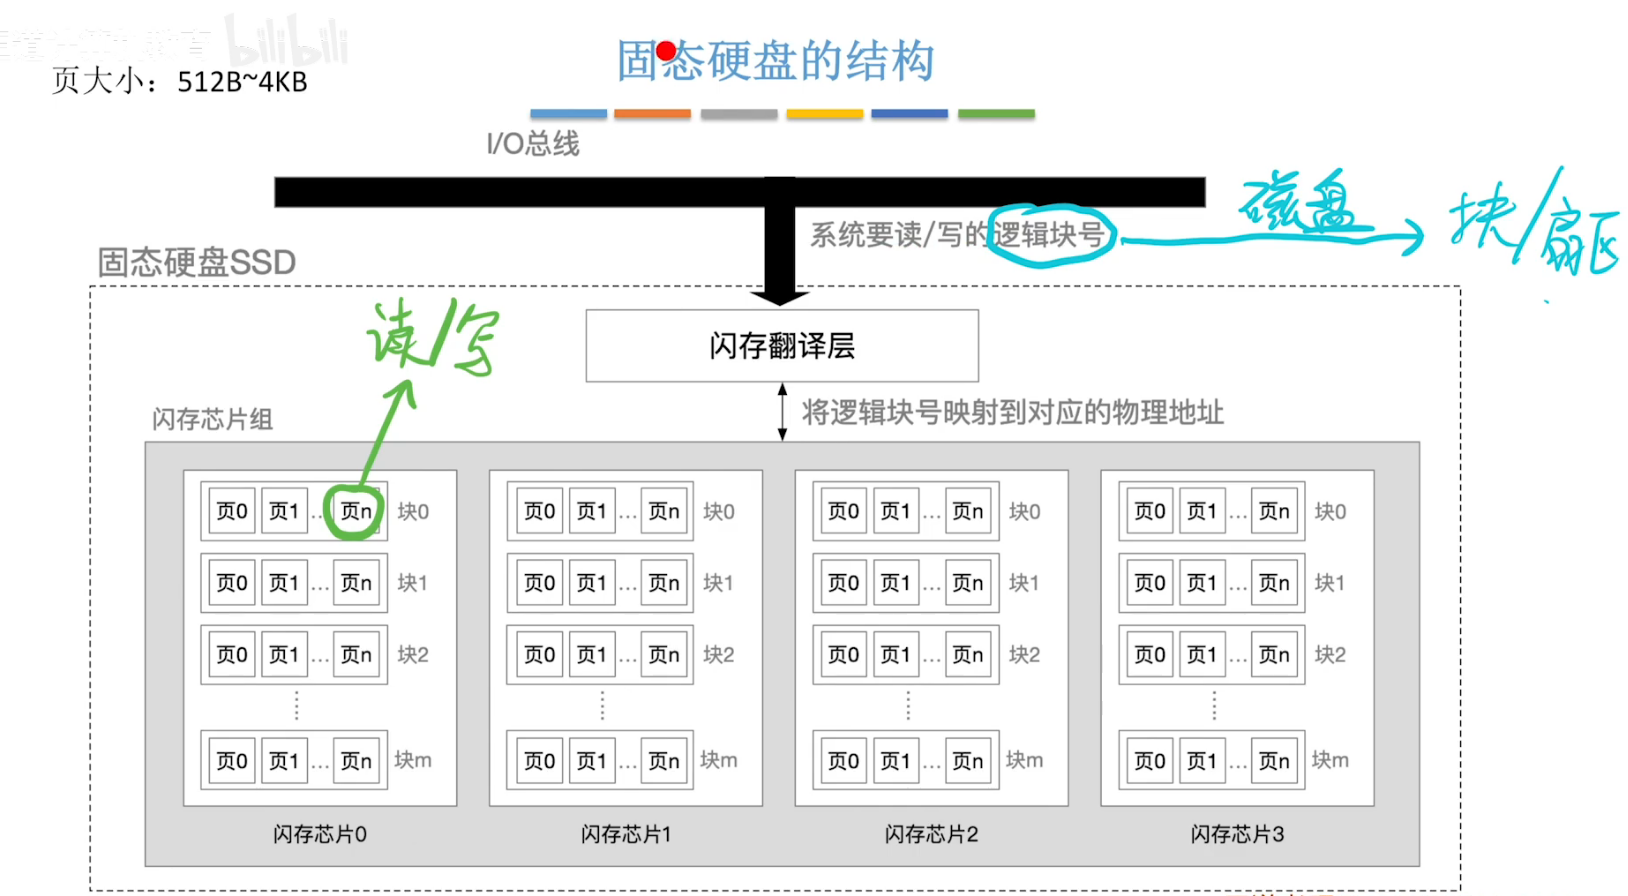 bilibili
固态硬盘的结构
页大小：512B~4KB
I/O总线
系统要读/写的逻辑块号
磁盘
块/扇区
固态硬盘SSD
读/写
闪存翻译层
将逻辑块号映射到对应的物理地址
闪存芯片组
页0 页1 … 页n 块0 页0 页1 … 页n 块0 页0 页1 … 页n 块0 页0 页1 … 页n 块0
页0 页1 … 页n 块1 页0 页1 … 页n 块1 页0 页1 … 页n 块1 页0 页1 … 页n 块1
页0 页1 … 页n 块2 页0 页1 … 页n 块2 页0 页1 … 页n 块2 页0 页1 … 页n 块2
页0 页1 … 页n 块m 页0 页1 … 页n 块m 页0 页1 … 页n 块m 页0 页1 … 页n 块m
闪存芯片0 闪存芯片1 闪存芯片2 闪存芯片3